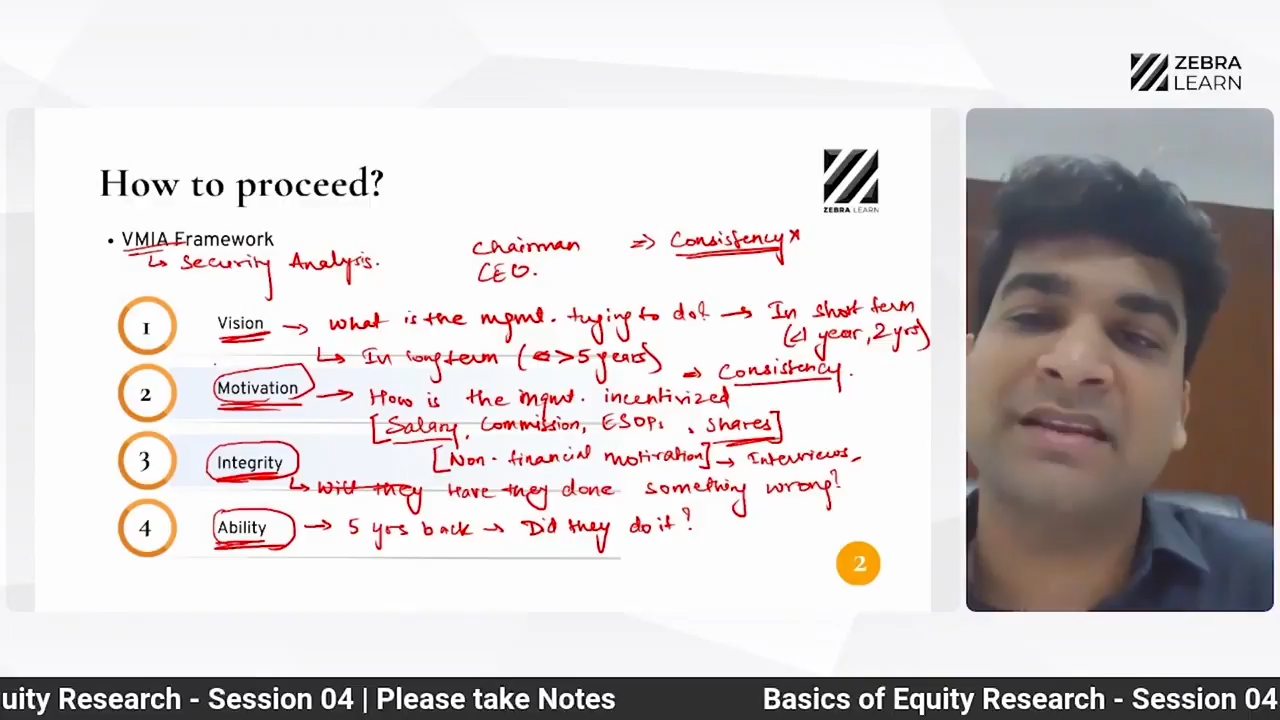 ZEBRA
LEARN
How to proceed?
ZEBRA LEARN
• VMIA Framework
↳ Security Analysis.
Chairman ⇒ Consistency*
CEO.
1
Vision → What is the mgmt. trying to do? → In short term
(<1 year, 2 yrs)
↳ In long term ( >5 years)
⇒ Consistency.
2
Motivation → How is the mgmt. incentivized
[Salary, Commission, ESOPs, shares]
3
Integrity
[Non-financial motivation] → Interviews
↳ Will they Have they done something wrong?
4
Ability → 5 yrs back → Did they do it?
2
uity Research - Session 04 | Please take Notes
Basics of Equity Research - Session 04